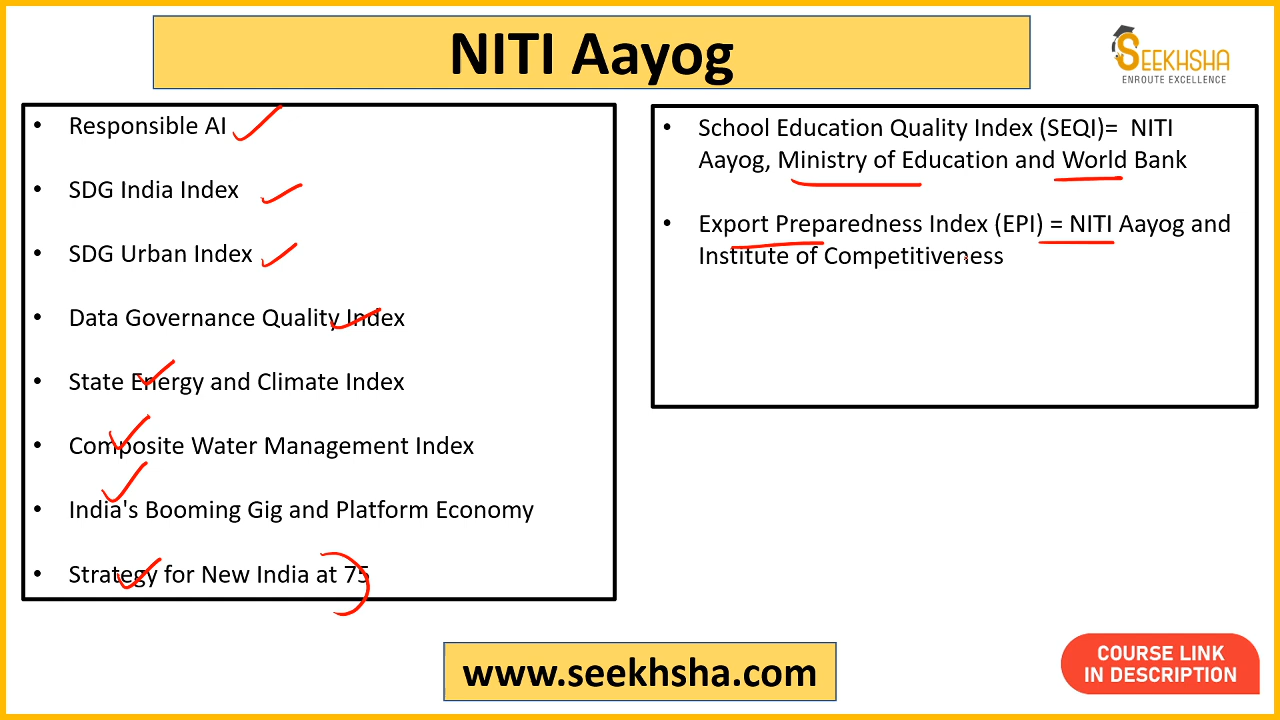 NITI Aayog
SEEKHSHA
ENROUTE EXCELLENCE
• Responsible AI
• SDG India Index
• SDG Urban Index
• Data Governance Quality Index
• State Energy and Climate Index
• Composite Water Management Index
• India's Booming Gig and Platform Economy
• Strategy for New India at 75
• School Education Quality Index (SEQI)= NITI
Aayog, Ministry of Education and World Bank
• Export Preparedness Index (EPI) = NITI Aayog and
Institute of Competitiveness
www.seekhsha.com
COURSE LINK
IN DESCRIPTION